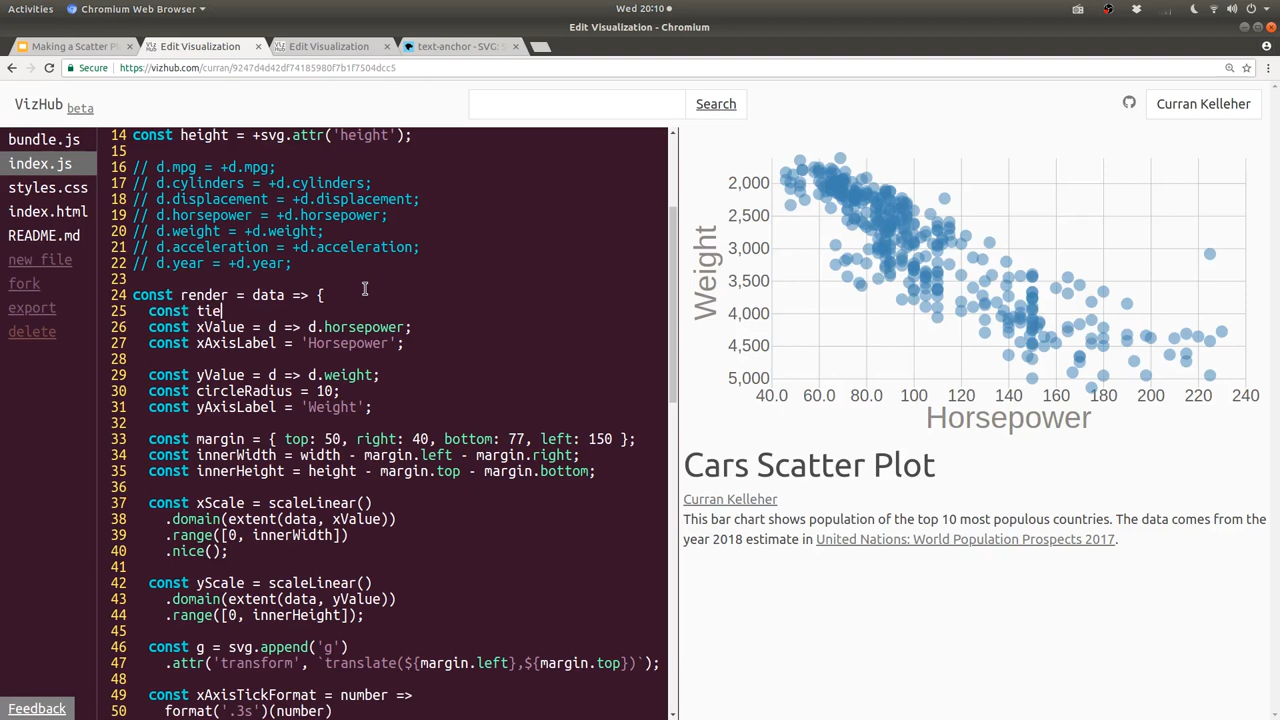 Activities
Chromium Web Browser
Wed 20:10
Edit Visualization - Chromium
Making a Scatter Pl
Edit Visualization
Edit Visualization
text-anchor - SVG: S
Secure
https://vizhub.com/curran/9247d4d42df74185980f7b1f7504dcc5
VizHub beta
Search
Curran Kelleher
bundle.js
index.js
styles.css
index.html
README.md
new file
fork
export
delete
Feedback
14 const height = +svg.attr('height');
15
16 // d.mpg = +d.mpg;
17 // d.cylinders = +d.cylinders;
18 // d.displacement = +d.displacement;
19 // d.horsepower = +d.horsepower;
20 // d.weight = +d.weight;
21 // d.acceleration = +d.acceleration;
22 // d.year = +d.year;
23
24 const render = data => {
25 const tle
26 const xValue = d => d.horsepower;
27 const xAxisLabel = 'Horsepower';
28
29 const yValue = d => d.weight;
30 const circleRadius = 10;
31 const yAxisLabel = 'Weight';
32
33 const margin = { top: 50, right: 40, bottom: 77, left: 150 };
34 const innerWidth = width - margin.left - margin.right;
35 const innerHeight = height - margin.top - margin.bottom;
36
37 const xScale = scaleLinear()
38 .domain(extent(data, xValue))
39 .range([0, innerWidth])
40 .nice();
41
42 const yScale = scaleLinear()
43 .domain(extent(data, yValue))
44 .range([0, innerHeight]);
45
46 const g = svg.append('g')
47 .attr('transform', `translate(${margin.left},${margin.top})`);
48
49 const xAxisTickFormat = number =>
50 format('.3s')(number)
2,000
2,500
3,000
3,500
4,000
4,500
5,000
Weight
40.0 60.0 80.0 100 120 140 160 180 200 220 240
Horsepower
Cars Scatter Plot
Curran Kelleher
This bar chart shows population of the top 10 most populous countries. The data comes from the
year 2018 estimate in United Nations: World Population Prospects 2017.